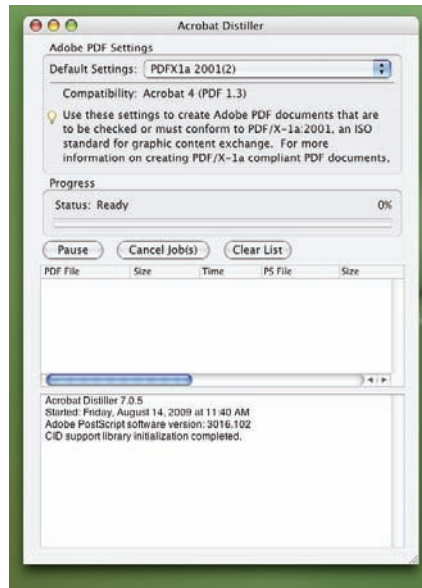 Acrobat Distiller
Adobe PDF Settings
Default Settings: PDFX1a 2001(2)
Compatibility: Acrobat 4 (PDF 1.3)
Use these settings to create Adobe PDF documents that are
to be checked or must conform to PDF/X-1a:2001, an ISO
standard for graphic content exchange. For more
information on creating PDF/X-1a compliant PDF documents,
Progress
Status: Ready 0%
Pause Cancel Job(s) Clear List
PDF File Size Time PS File Size
Acrobat Distiller 7.0.5
Started: Friday, August 14, 2009 at 11:40 AM
Adobe PostScript software version: 3016.102
CID support library initialization completed.